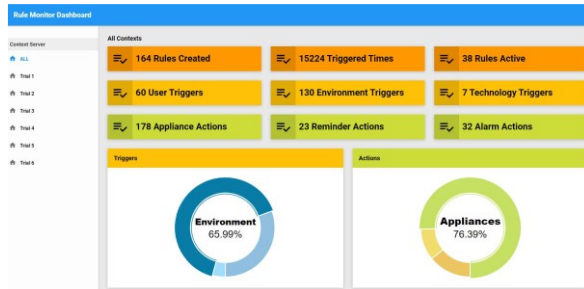 Rule Monitor Dashboard
Context Server
ALL
Trial 1
Trial 2
Trial 3
Trial 4
Trial 5
Trial 6
All Contexts
164 Rules Created
15224 Triggered Times
38 Rules Active
60 User Triggers
130 Environment Triggers
7 Technology Triggers
178 Appliance Actions
23 Reminder Actions
32 Alarm Actions
Triggers
Actions
Environment
65.99%
Appliances
76.39%